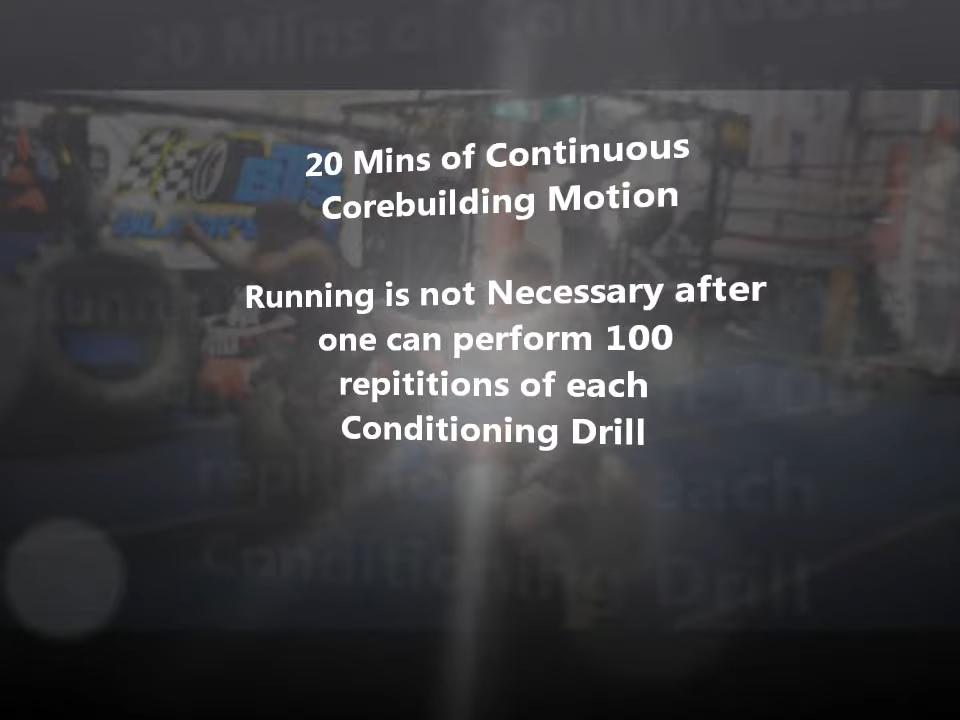 20 Mins of Continuous
Corebuilding Motion
Running is not Necessary after
one can perform 100
repititions of each
Conditioning Drill